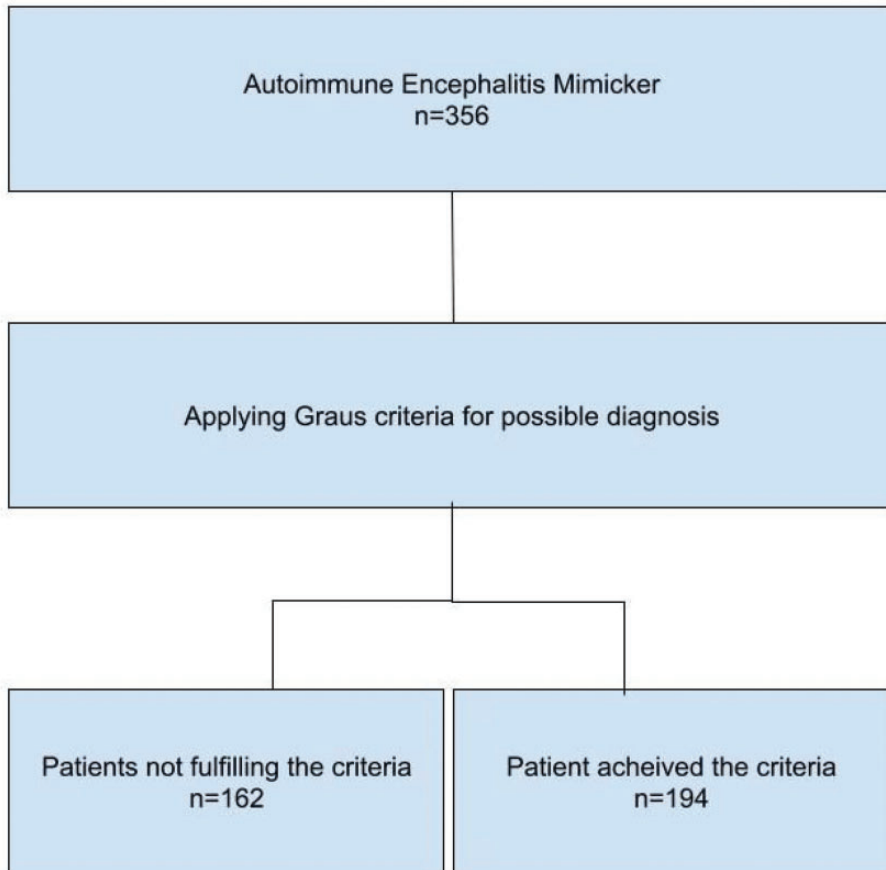 Autoimmune Encephalitis Mimicker
n=356
Applying Graus criteria for possible diagnosis
Patients not fulfilling the criteria
n=162
Patient acheived the criteria
n=194